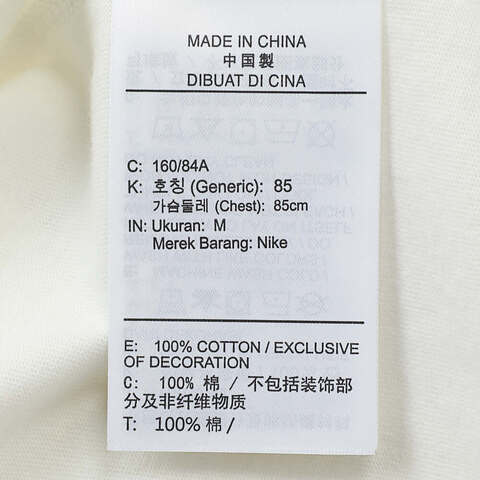 MADE IN CHINA
中国製
DIBUAT DI CINA
C: 160/84A
K: 호칭 (Generic): 85
가슴둘레 (Chest): 85cm
IN: Ukuran: M
Merek Barang: Nike
E: 100% COTTON / EXCLUSIVE
OF DECORATION
C: 100% 棉 / 不包括装饰部
分及非纤维物质
T: 100% 棉 /